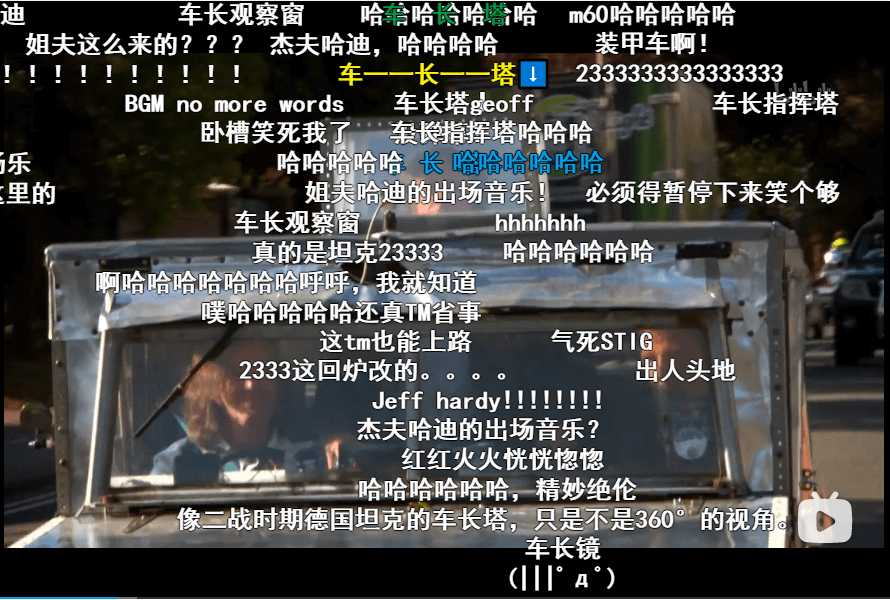 迪 车长观察窗 哈哈哈哈哈哈哈 车 长 塔 m60哈哈哈哈哈
姐夫这么来的？？？ 杰夫哈迪，哈哈哈哈 装甲车啊！
！！！！！！！！！！ 车一一长一一塔⬇ 2333333333333333
BGM no more words 车长塔！geoff 车长指挥塔
卧槽笑死我了 车长指挥塔哈哈哈
场乐 哈哈哈哈哈 长 哈哈哈哈哈哈
这里的 姐夫哈迪的出场音乐！ 必须得暂停下来笑个够
车长观察窗 hhhhhhh
真的是坦克23333 哈哈哈哈哈哈
啊哈哈哈哈哈哈哈呼呼，我就知道
噗哈哈哈哈哈还真TM省事
这tm也能上路 气死STIG
2333这回炉改的。。。。 出人头地
Jeff hardy!!!!!!!!
杰夫哈迪的出场音乐？
红红火火恍恍惚惚
哈哈哈哈哈哈，精妙绝伦
像二战时期德国坦克的车长塔，只是不是360°的视角。
车长镜
(|||ﾟдﾟ)